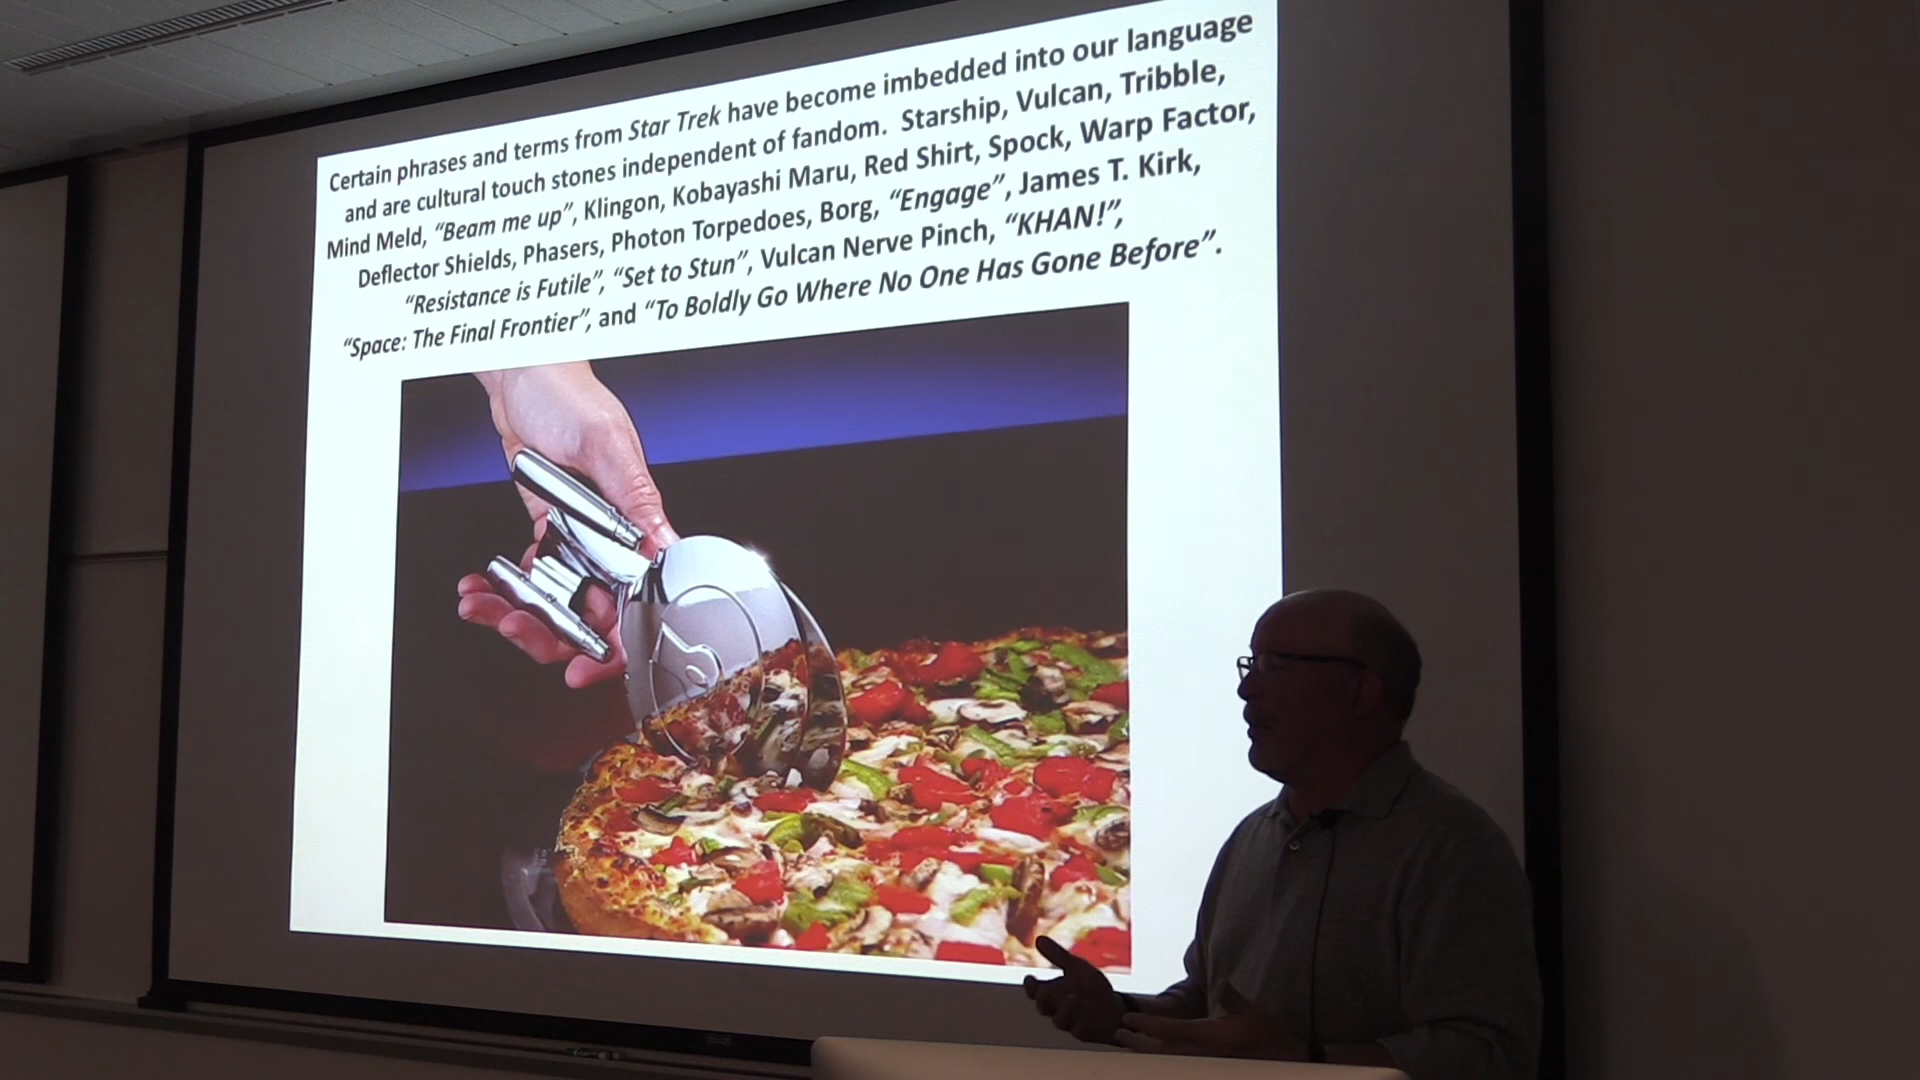 Certain phrases and terms from Star Trek have become imbedded into our language
and are cultural touch stones independent of fandom. Starship, Vulcan, Tribble,
Mind Meld, “Beam me up”, Klingon, Kobayashi Maru, Red Shirt, Spock, Warp Factor,
Deflector Shields, Phasers, Photon Torpedoes, Borg, “Engage”, James T. Kirk,
“Resistance is Futile”, “Set to Stun”, Vulcan Nerve Pinch, “KHAN!”,
“Space: The Final Frontier”, and “To Boldly Go Where No One Has Gone Before”.